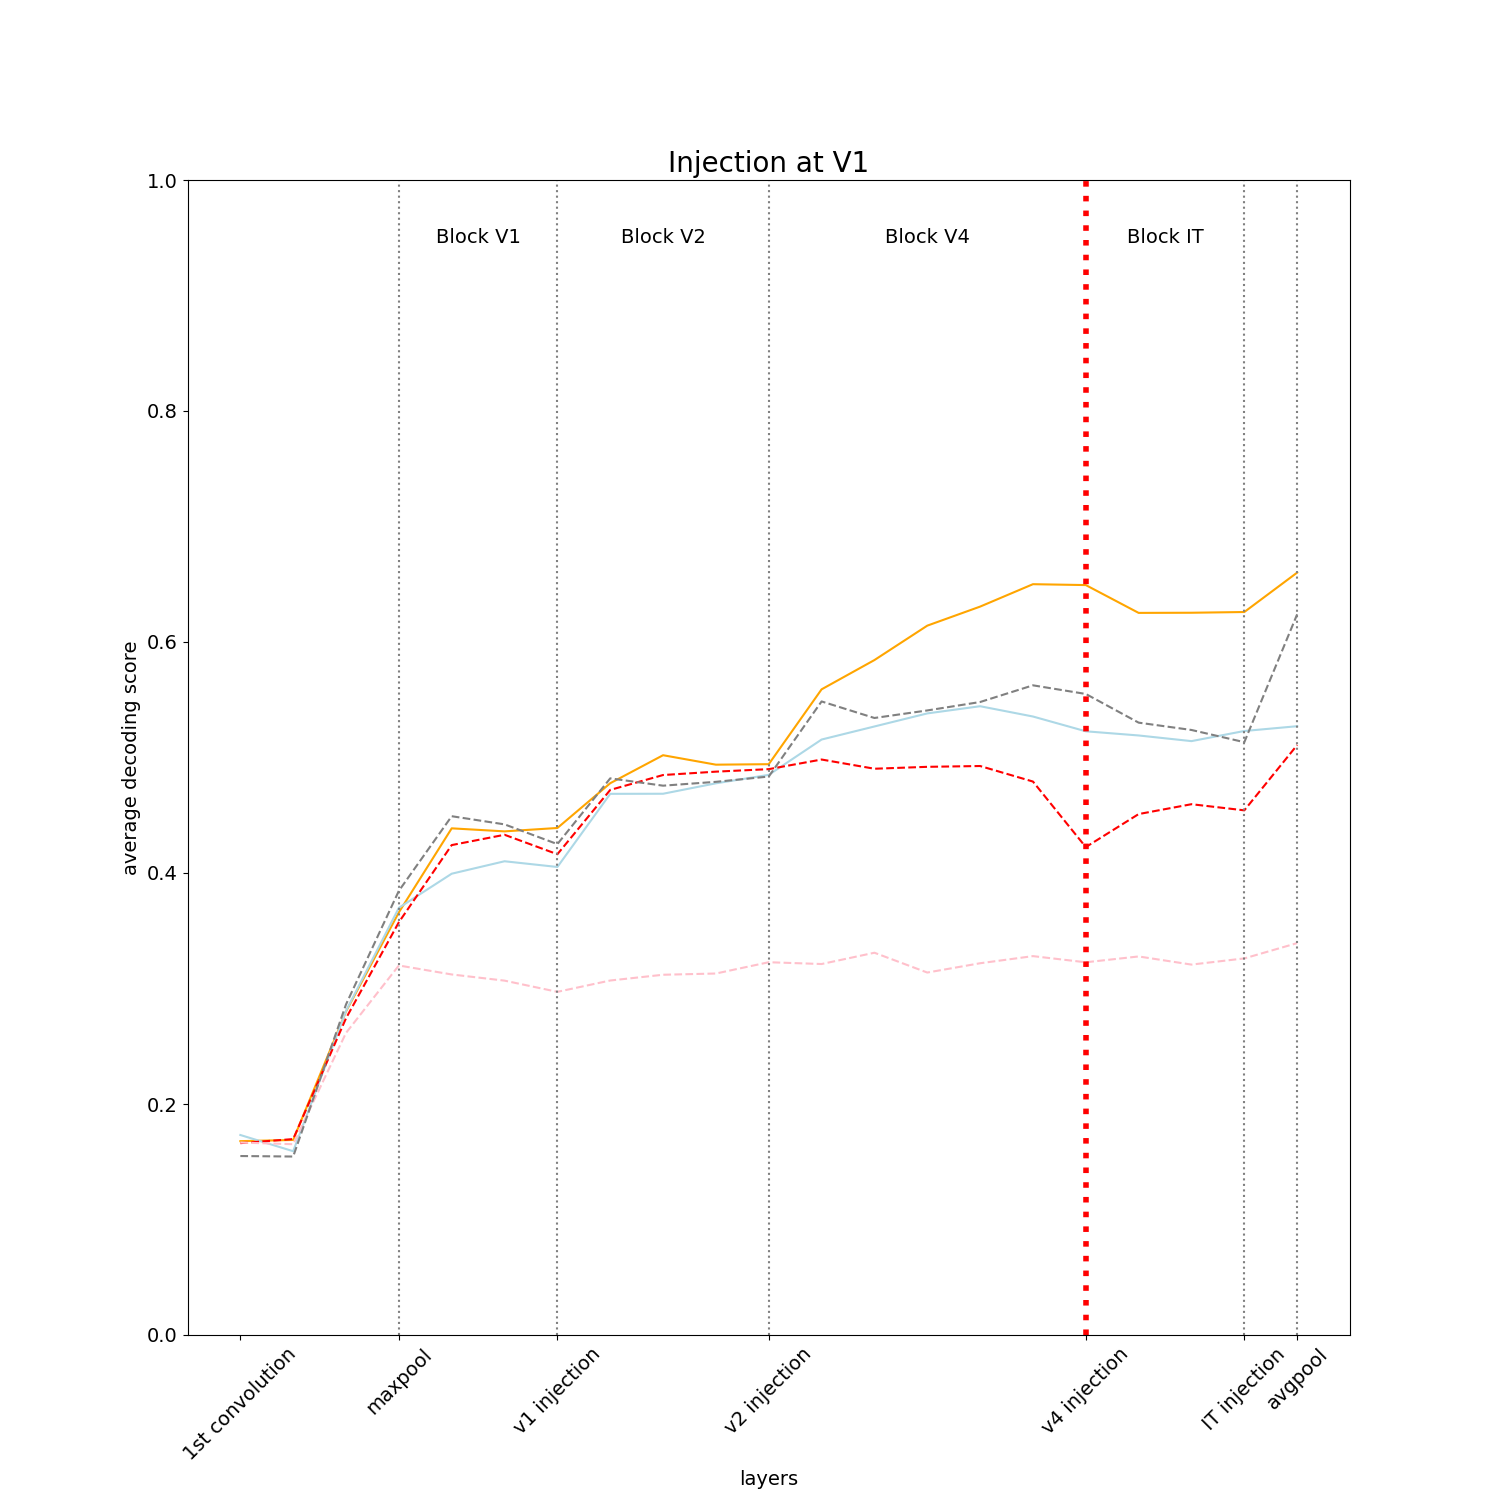 Injection at V1
1.0
0.8
0.6
0.4
0.2
0.0
average decoding score
Block V1
Block V2
Block V4
Block IT
1st convolution
maxpool
v1 injection
v2 injection
v4 injection
IT injection
avgpool
layers